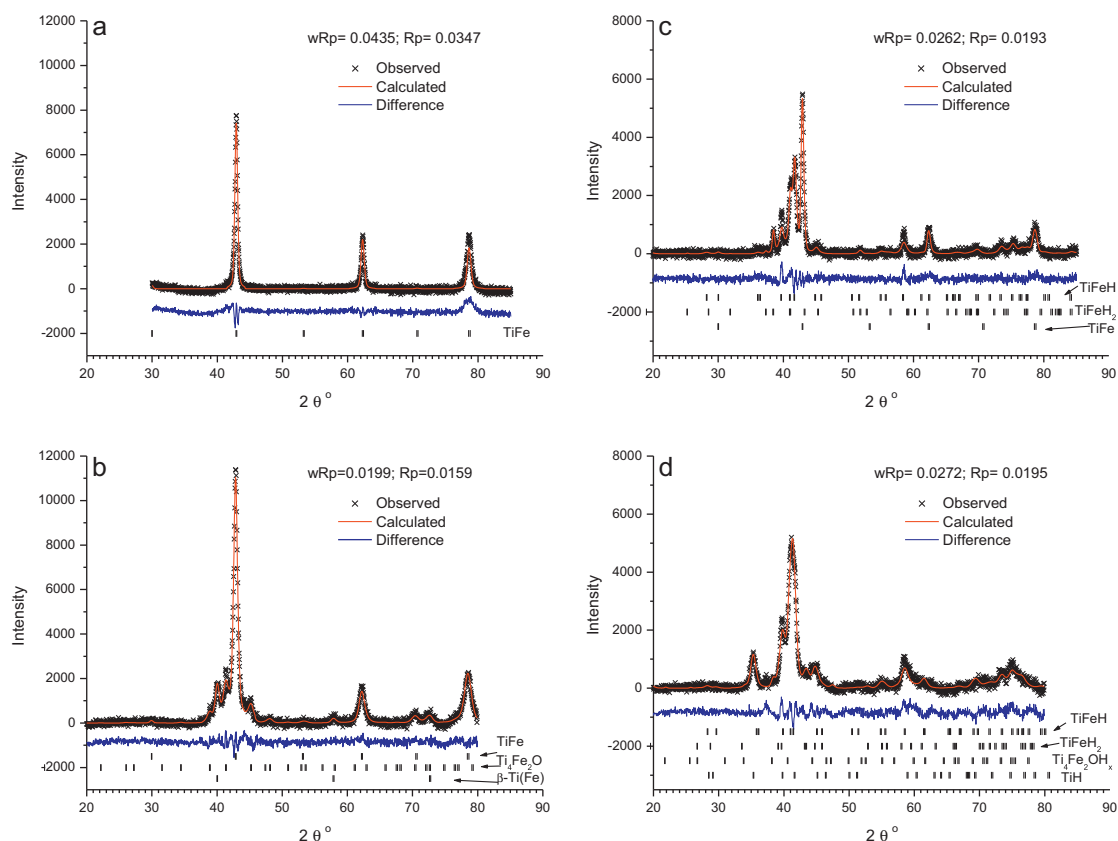 a
wRp= 0.0435; Rp= 0.0347
Observed
Calculated
Difference
12000
10000
8000
6000
4000
2000
0
-2000
Intensity
TiFe
20 30 40 50 60 70 80 90
2 θ °
c
wRp= 0.0262; Rp= 0.0193
Observed
Calculated
Difference
8000
6000
4000
2000
0
-2000
Intensity
TiFeH
TiFeH₂
TiFe
20 30 40 50 60 70 80 90
2 θ °
b
wRp=0.0199; Rp=0.0159
Observed
Calculated
Difference
12000
10000
8000
6000
4000
2000
0
-2000
Intensity
TiFe
Ti₄Fe₂O
β-Ti(Fe)
20 30 40 50 60 70 80 90
2 θ °
d
wRp= 0.0272; Rp= 0.0195
Observed
Calculated
Difference
8000
6000
4000
2000
0
-2000
Intensity
TiFeH
TiFeH₂
Ti₄Fe₂OHₓ
TiH
20 30 40 50 60 70 80 90
2 θ °